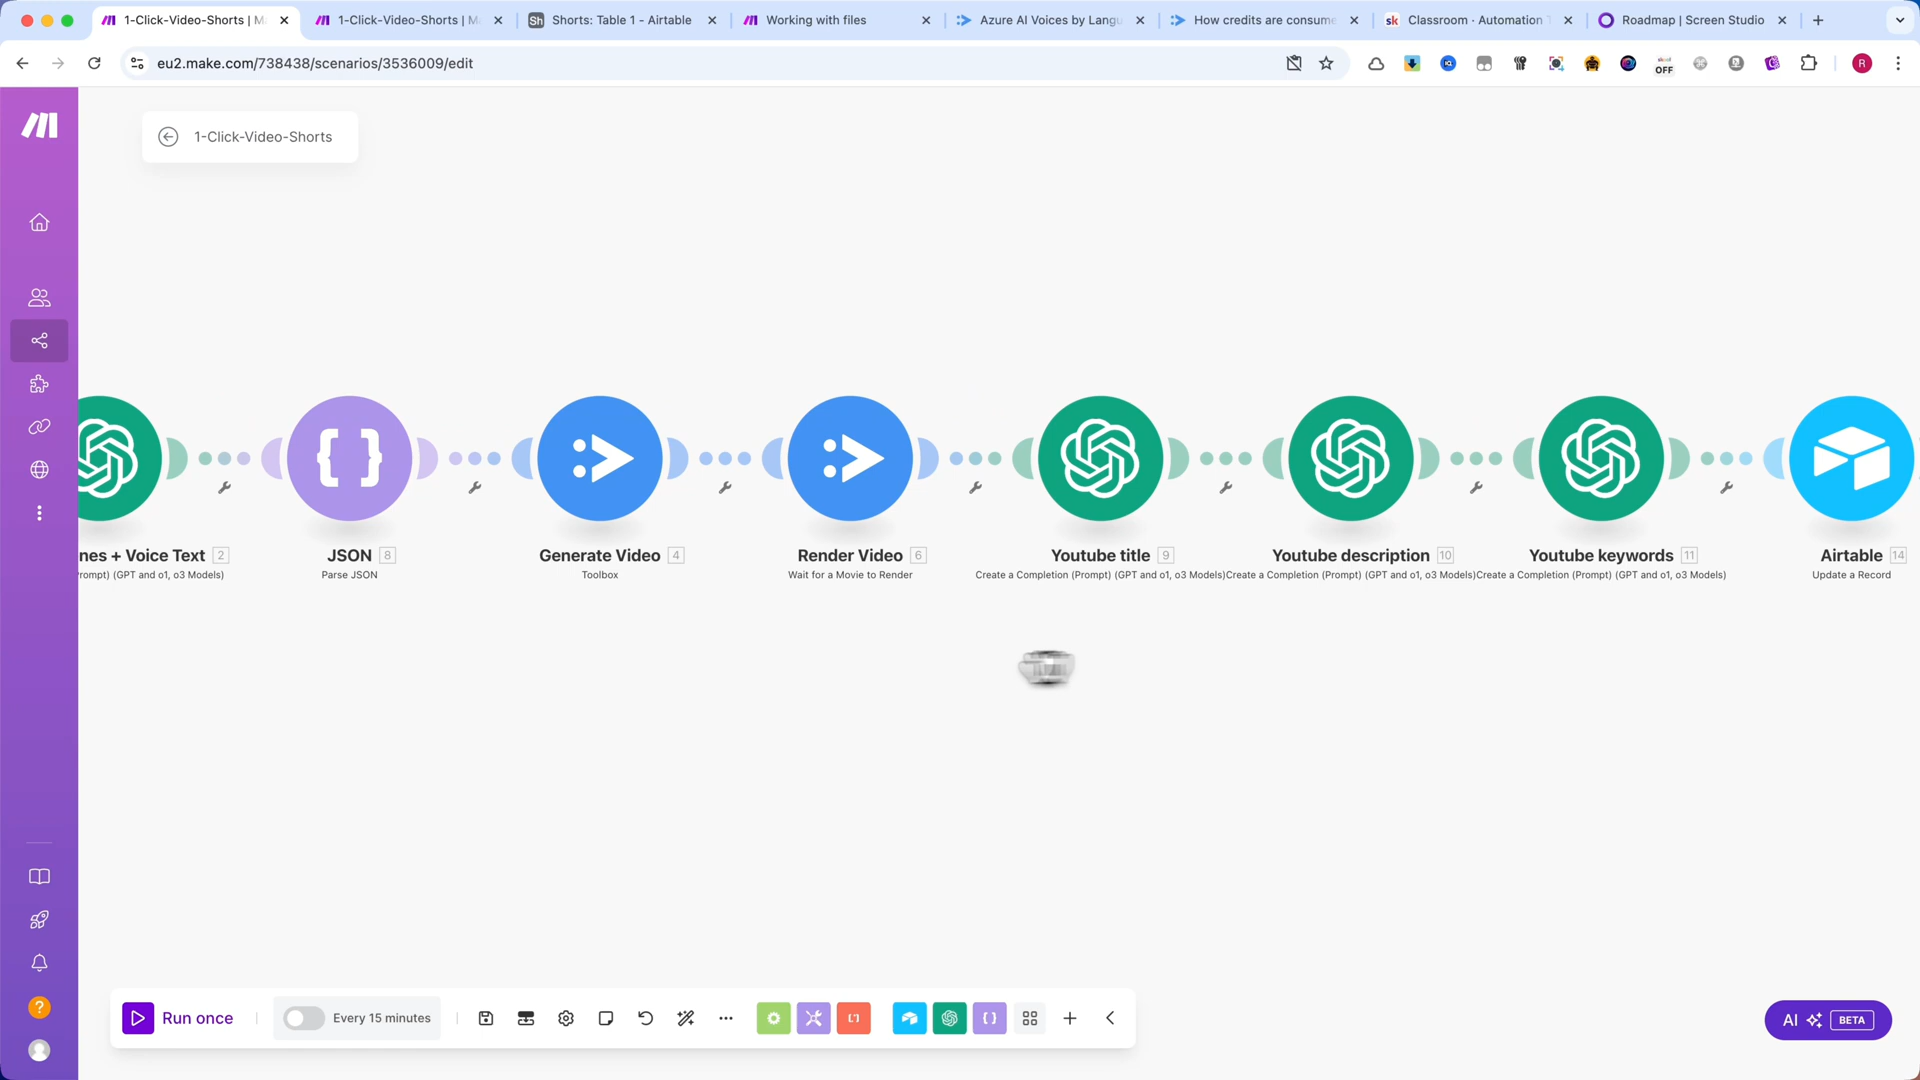 1-Click-Video-Shorts | M
1-Click-Video-Shorts | M
Sh
Shorts: Table 1 - Airtable
Working with files
Azure AI Voices by Langu
How credits are consume
sk
Classroom · Automation
Roadmap | Screen Studio
eu2.make.com/738438/scenarios/3536009/edit
OFF
R
1-Click-Video-Shorts
nes + Voice Text 2
rompt) (GPT and o1, o3 Models)
JSON 8
Parse JSON
Generate Video 4
Toolbox
Render Video 6
Wait for a Movie to Render
Youtube title 9
Create a Completion (Prompt) (GPT and o1, o3 Models)
Youtube description 10
Create a Completion (Prompt) (GPT and o1, o3 Models)
Youtube keywords 11
Create a Completion (Prompt) (GPT and o1, o3 Models)
Airtable 14
Update a Record
Run once
Every 15 minutes
AI
BETA